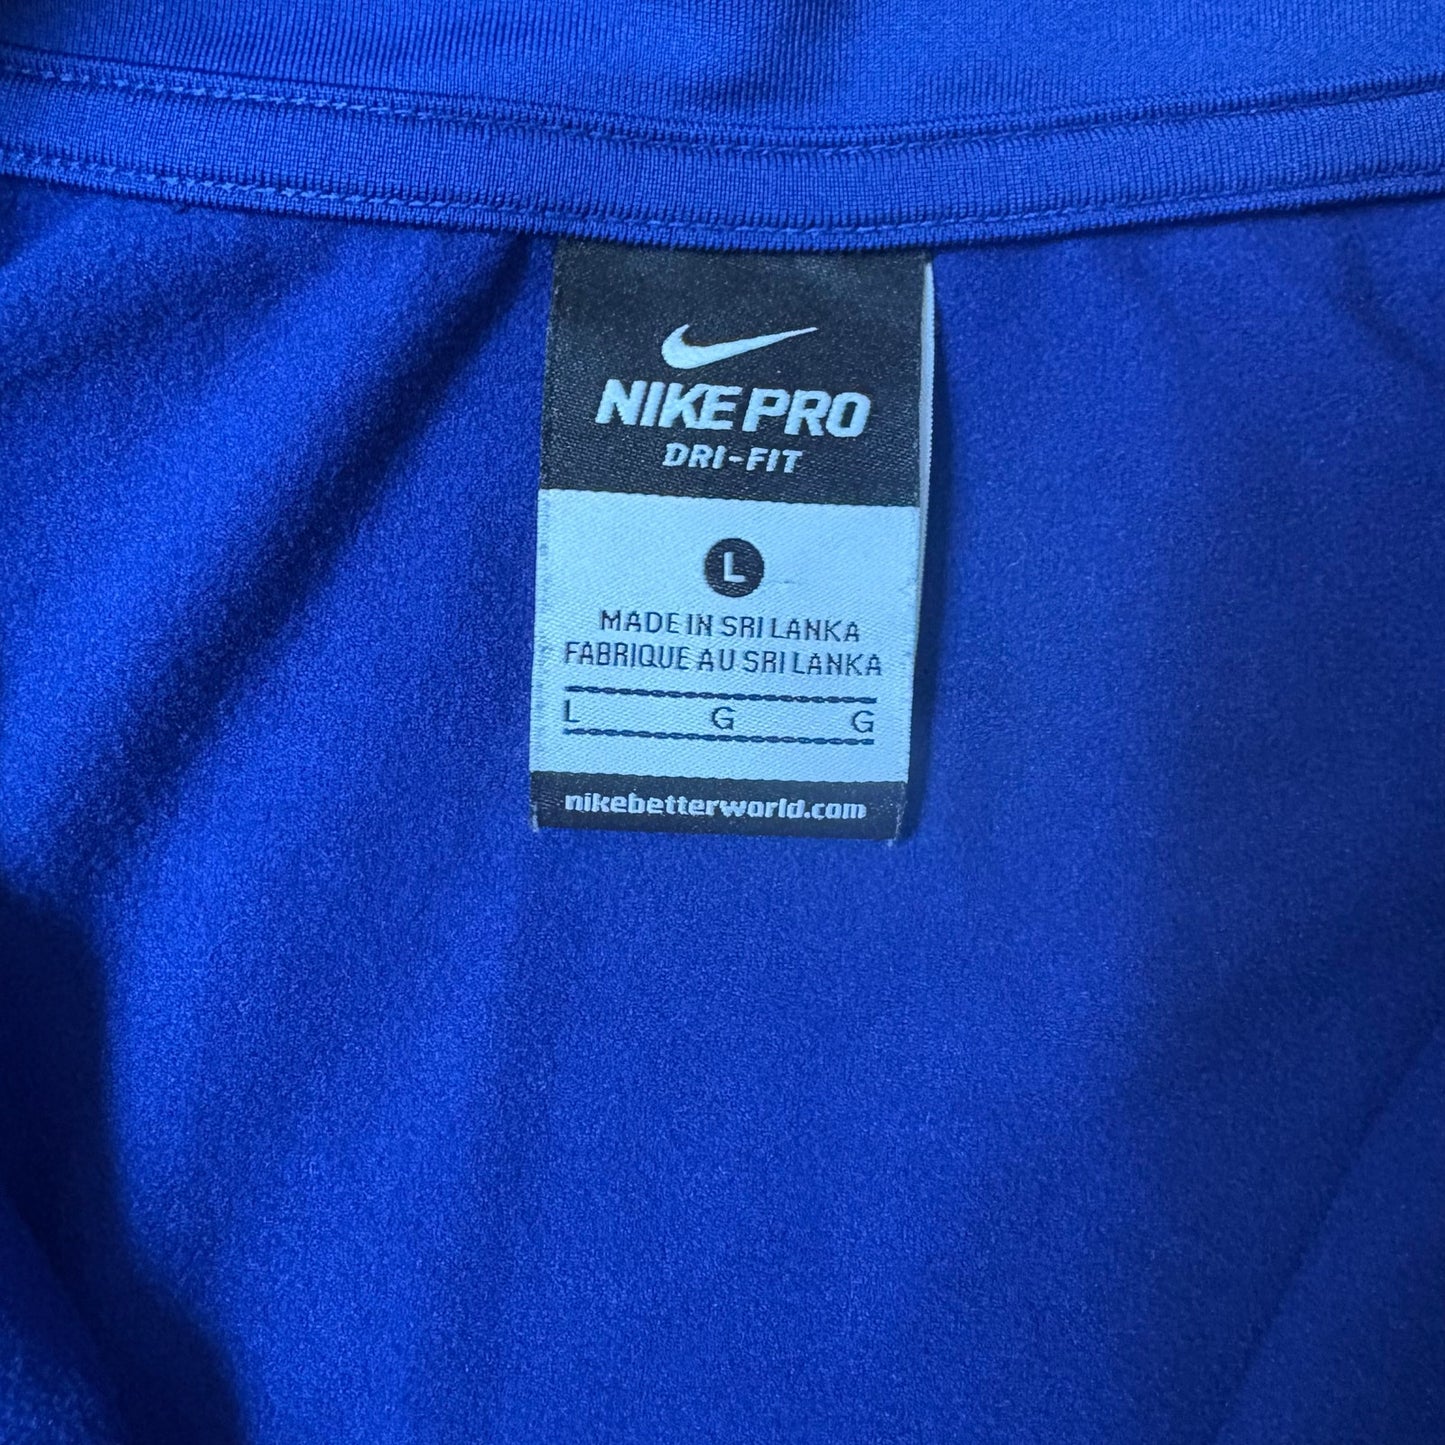 NIKE PRO
DRI-FIT
L
MADE IN SRI LANKA
FABRIQUE AU SRI LANKA
L G G
nikebetterworld.com